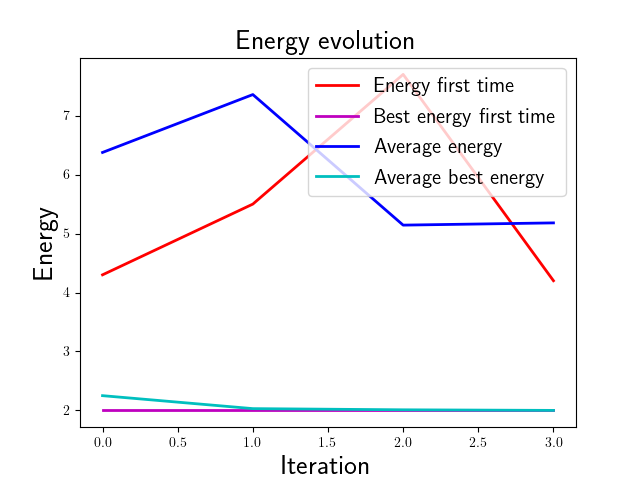 Energy evolution
Energy first time
Best energy first time
Average energy
Average best energy
Energy
7
6
5
4
3
2
0.0 0.5 1.0 1.5 2.0 2.5 3.0
Iteration